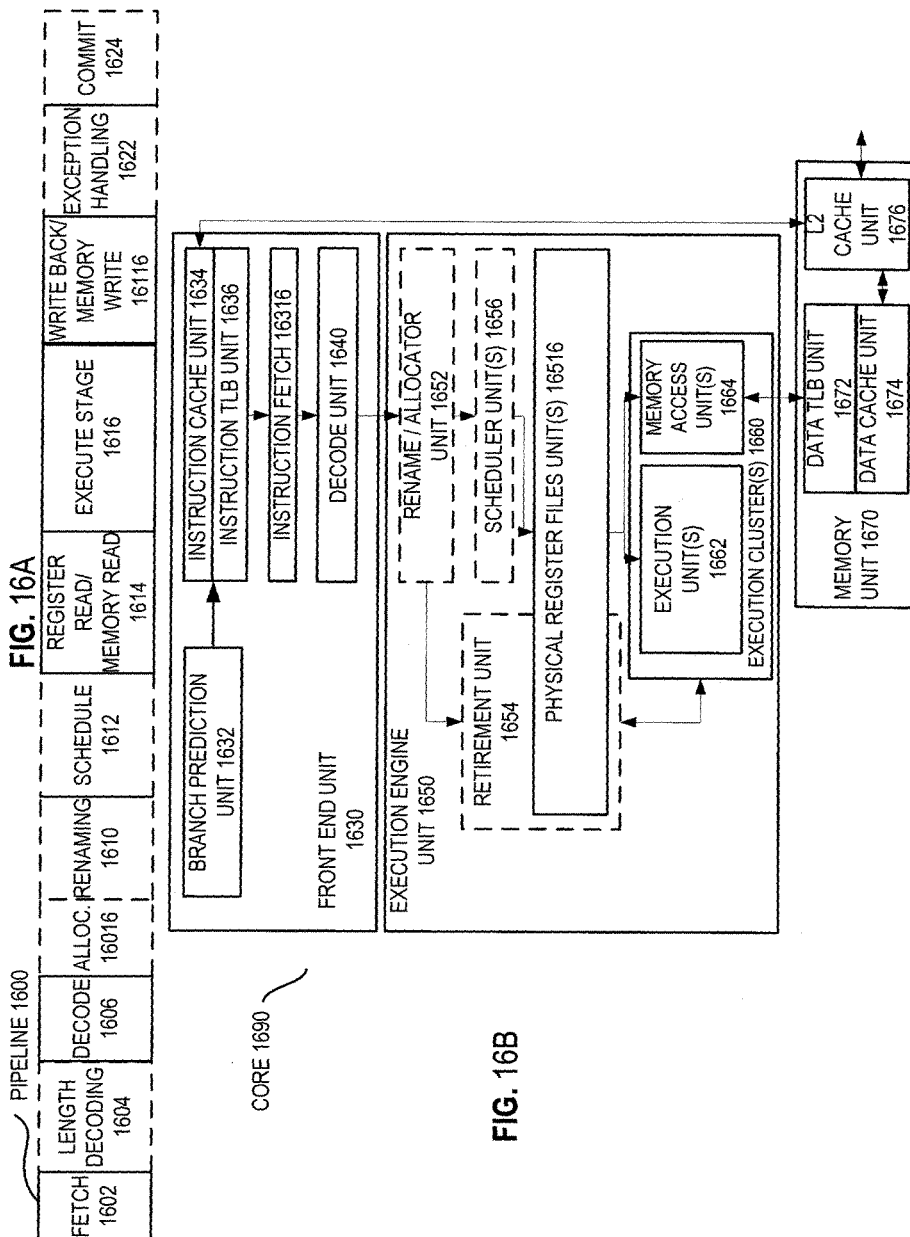 FIG. 16A
PIPELINE 1600
FETCH
1602
LENGTH
DECODING
1604
DECODE
1606
ALLOC.
16016
RENAMING
1610
SCHEDULE
1612
REGISTER
READ/
MEMORY READ
1614
EXECUTE STAGE
1616
WRITE BACK/
MEMORY
WRITE
16116
EXCEPTION
HANDLING
1622
COMMIT
1624
CORE 1690
FRONT END UNIT
1630
BRANCH PREDICTION
UNIT 1632
INSTRUCTION CACHE UNIT 1634
INSTRUCTION TLB UNIT 1636
INSTRUCTION FETCH 16316
DECODE UNIT 1640
EXECUTION ENGINE
UNIT 1650
RENAME / ALLOCATOR
UNIT 1652
RETIREMENT UNIT
1654
SCHEDULER UNIT(S) 1656
PHYSICAL REGISTER FILES UNIT(S) 16516
EXECUTION
UNIT(S)
1662
MEMORY
ACCESS
UNIT(S)
1664
EXECUTION CLUSTER(S) 1660
MEMORY
UNIT 1670
DATA TLB UNIT
1672
DATA CACHE UNIT
1674
L2
CACHE
UNIT
1676
FIG. 16B